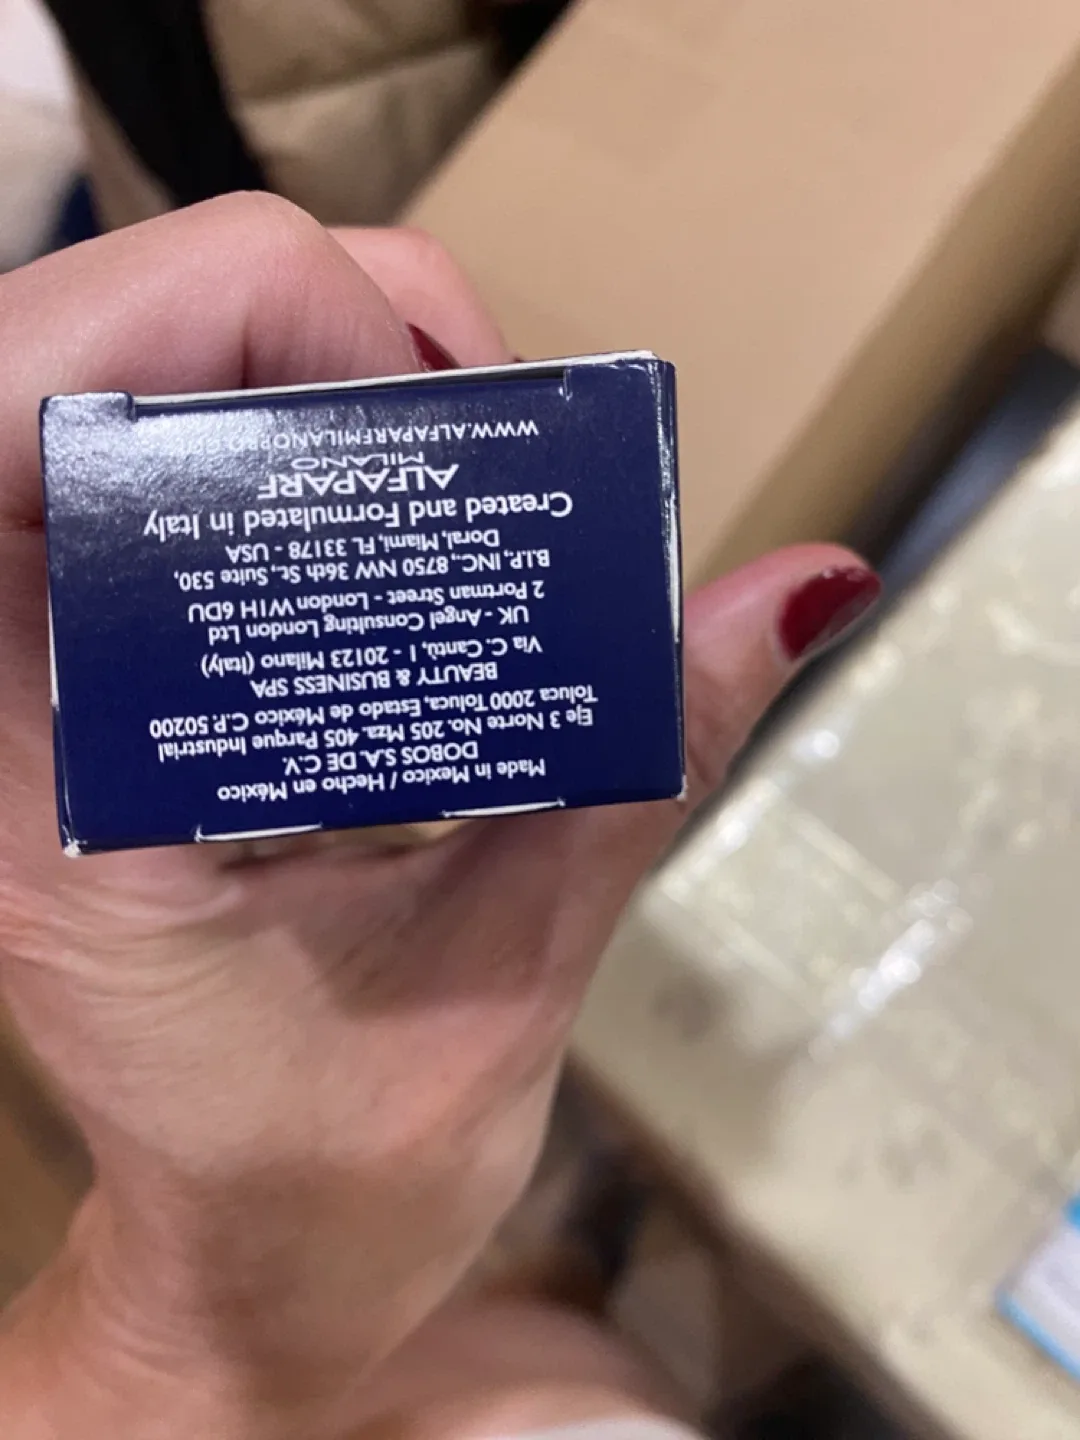 Made in Mexico / Hecho en México
DOBOS S.A. DE C.V.
Eje 3 Norte No. 205 Mza. 405 Parque Industrial
Toluca 2000 Toluca, Estado de México C.P. 50200
BEAUTY & BUSINESS SPA
Via C. Cantù, 1 - 20123 Milano (Italy)
UK - Angel Consulting London Ltd
2 Portman Street - London W1H 6DU
B.I.P., INC., 8750 NW 36th St., Suite 530,
Doral, Miami, FL 33178 - USA
Created and Formulated in Italy
ALFAPARF
MILANO
WWW.ALFAPARFMILANOPRO.COM